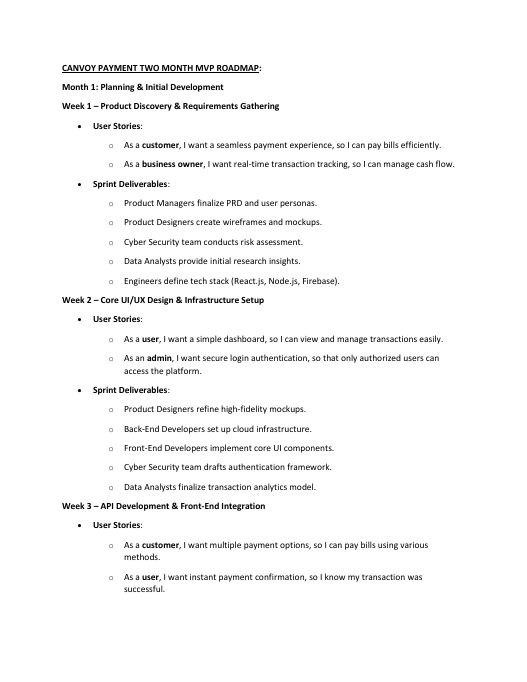 CANVOY PAYMENT TWO MONTH MVP ROADMAP:
Month 1: Planning & Initial Development
Week 1 – Product Discovery & Requirements Gathering
• User Stories:
o As a customer, I want a seamless payment experience, so I can pay bills efficiently.
o As a business owner, I want real-time transaction tracking, so I can manage cash flow.
• Sprint Deliverables:
o Product Managers finalize PRD and user personas.
o Product Designers create wireframes and mockups.
o Cyber Security team conducts risk assessment.
o Data Analysts provide initial research insights.
o Engineers define tech stack (React.js, Node.js, Firebase).
Week 2 – Core UI/UX Design & Infrastructure Setup
• User Stories:
o As a user, I want a simple dashboard, so I can view and manage transactions easily.
o As an admin, I want secure login authentication, so that only authorized users can
access the platform.
• Sprint Deliverables:
o Product Designers refine high-fidelity mockups.
o Back-End Developers set up cloud infrastructure.
o Front-End Developers implement core UI components.
o Cyber Security team drafts authentication framework.
o Data Analysts finalize transaction analytics model.
Week 3 – API Development & Front-End Integration
• User Stories:
o As a customer, I want multiple payment options, so I can pay bills using various
methods.
o As a user, I want instant payment confirmation, so I know my transaction was
successful.